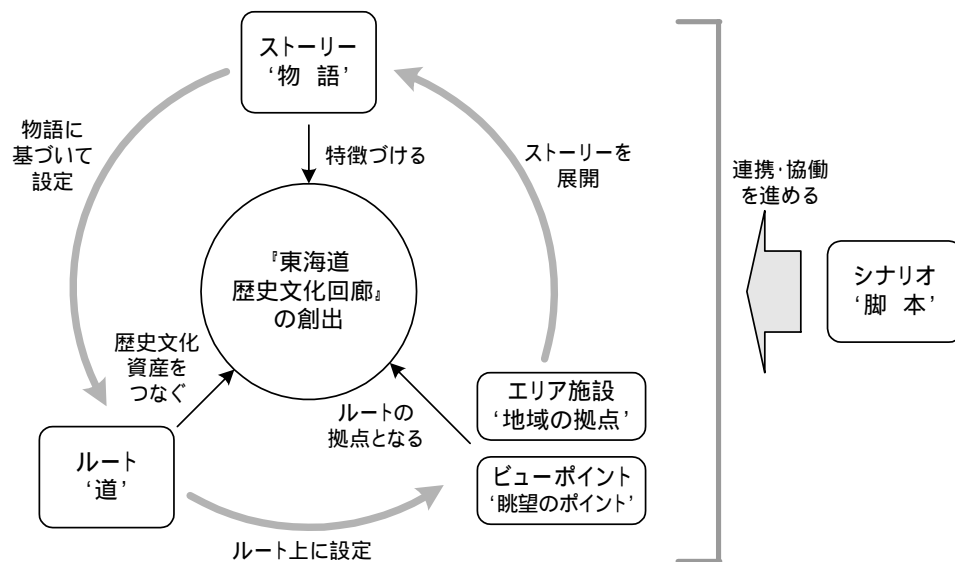 ストーリー
‘物 語’
物語に
基づいて
設定
特徴づける
ストーリーを
展開
連携・協働
を進める
『東海道
歴史文化回廊』
の創出
シナリオ
‘脚 本’
歴史文化
資産を
つなぐ
ルートの
拠点となる
エリア施設
‘地域の拠点’
ルート
‘道’
ビューポイント
‘眺望のポイント’
ルート上に設定